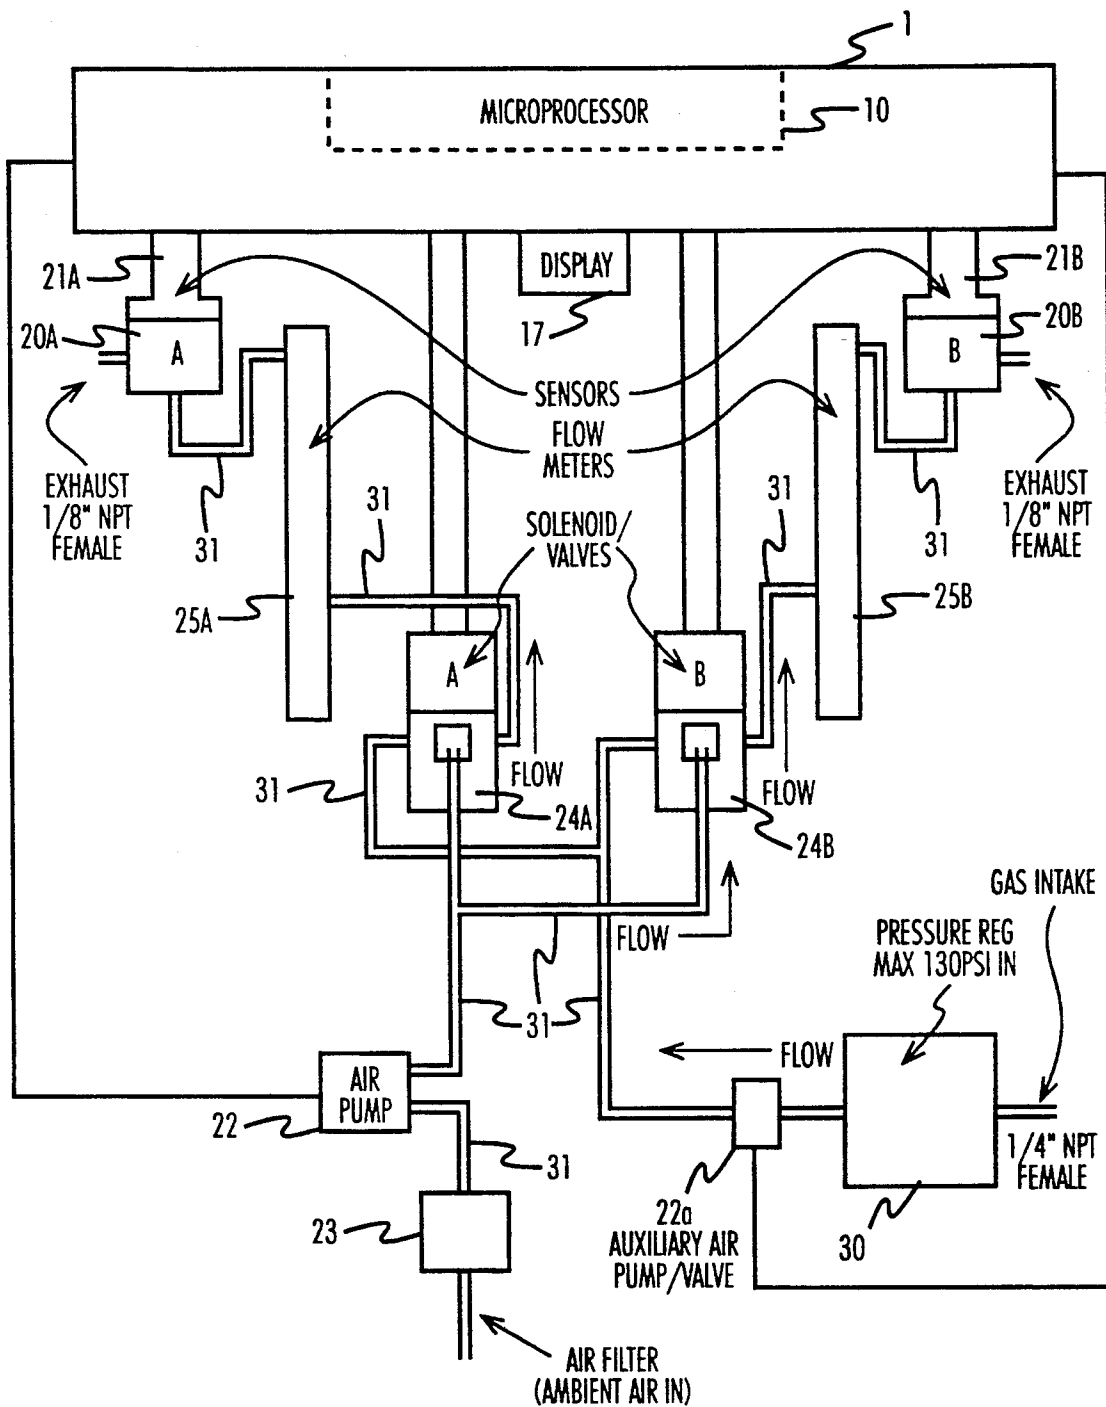 1
MICROPROCESSOR
10
21A
DISPLAY
21B
20A
17
20B
A
B
SENSORS
FLOW
METERS
EXHAUST
1/8" NPT
FEMALE
31
31
SOLENOID/
VALVES
31
31
EXHAUST
1/8" NPT
FEMALE
25A
25B
A
B
31
FLOW
24A
FLOW
24B
GAS INTAKE
FLOW
PRESSURE REG
MAX 130PSI IN
31
FLOW
AIR
PUMP
22
31
1/4" NPT
FEMALE
23
22a
AUXILIARY AIR
PUMP/VALVE
30
AIR FILTER
(AMBIENT AIR IN)